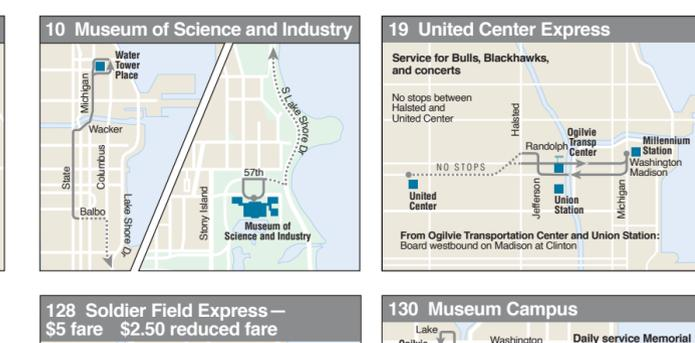 10 Museum of Science and Industry
Water
Tower
Place
Michigan
Wacker
State
Columbus
Balbo
Lake Shore Dr
S Lake Shore Dr
57th
Stony Island
Museum of
Science and Industry
19 United Center Express
Service for Bulls, Blackhawks,
and concerts
No stops between
Halsted and
United Center
Halsted
Ogilvie
Transp
Center
Randolph
Millennium
Station
Washington
Madison
NO STOPS
United
Center
Jefferson
Union
Station
Michigan
From Ogilvie Transportation Center and Union Station:
Board westbound on Madison at Clinton
128 Soldier Field Express—
$5 fare $2.50 reduced fare
130 Museum Campus
Lake
Ogilvie
Washington
Daily service Memorial